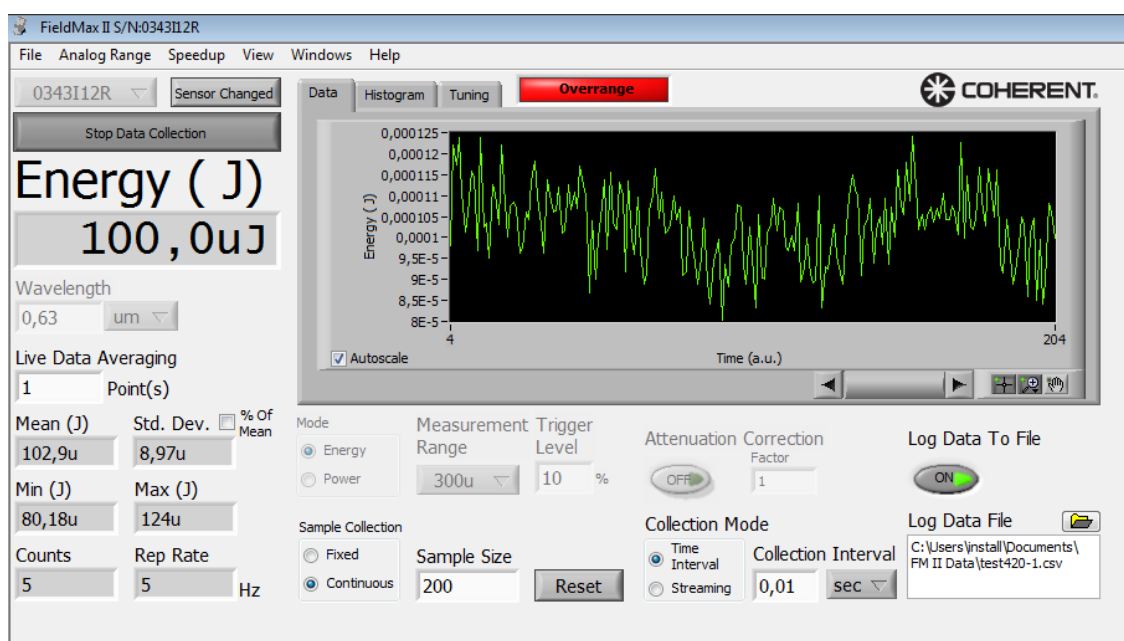 FieldMax II S/N:0343I12R
File Analog Range Speedup View Windows Help
0343I12R Sensor Changed
Stop Data Collection
Energy ( J)
100,0uJ
Wavelength
0,63 um
Live Data Averaging
1 Point(s)
Mean (J) Std. Dev. % Of Mean
102,9u 8,97u
Min (J) Max (J)
80,18u 124u
Counts Rep Rate
5 5 Hz
Data Histogram Tuning Overrange
COHERENT.
0,000125
0,00012
0,000115
0,00011
0,000105
0,0001
9,5E-5
9E-5
8,5E-5
8E-5
Energy ( J)
4 204
Autoscale Time (a.u.)
Mode
Energy
Power
Measurement Range
300u
Trigger Level
10 %
Attenuation Correction
Factor
OFF 1
Log Data To File
ON
Sample Collection
Fixed
Continuous
Sample Size
200 Reset
Collection Mode
Time Interval
Streaming
Collection Interval
0,01 sec
Log Data File
C:\Users\install\Documents\
FM II Data\test420-1.csv